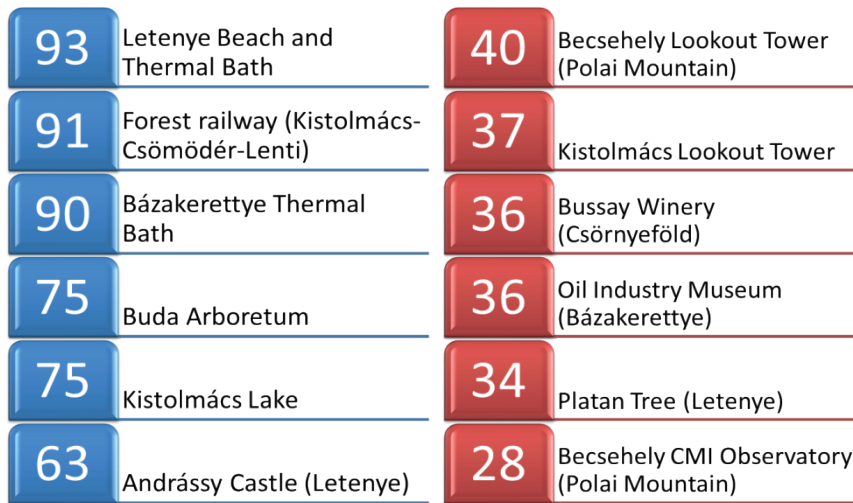 93
Letenye Beach and
Thermal Bath
91
Forest railway (Kistolmács-
Csömödér-Lenti)
90
Bázakerettye Thermal
Bath
75
Buda Arboretum
75
Kistolmács Lake
63
Andrássy Castle (Letenye)
40
Becsehely Lookout Tower
(Polai Mountain)
37
Kistolmács Lookout Tower
36
Bussay Winery
(Csörnyeföld)
36
Oil Industry Museum
(Bázakerettye)
34
Platan Tree (Letenye)
28
Becsehely CMI Observatory
(Polai Mountain)